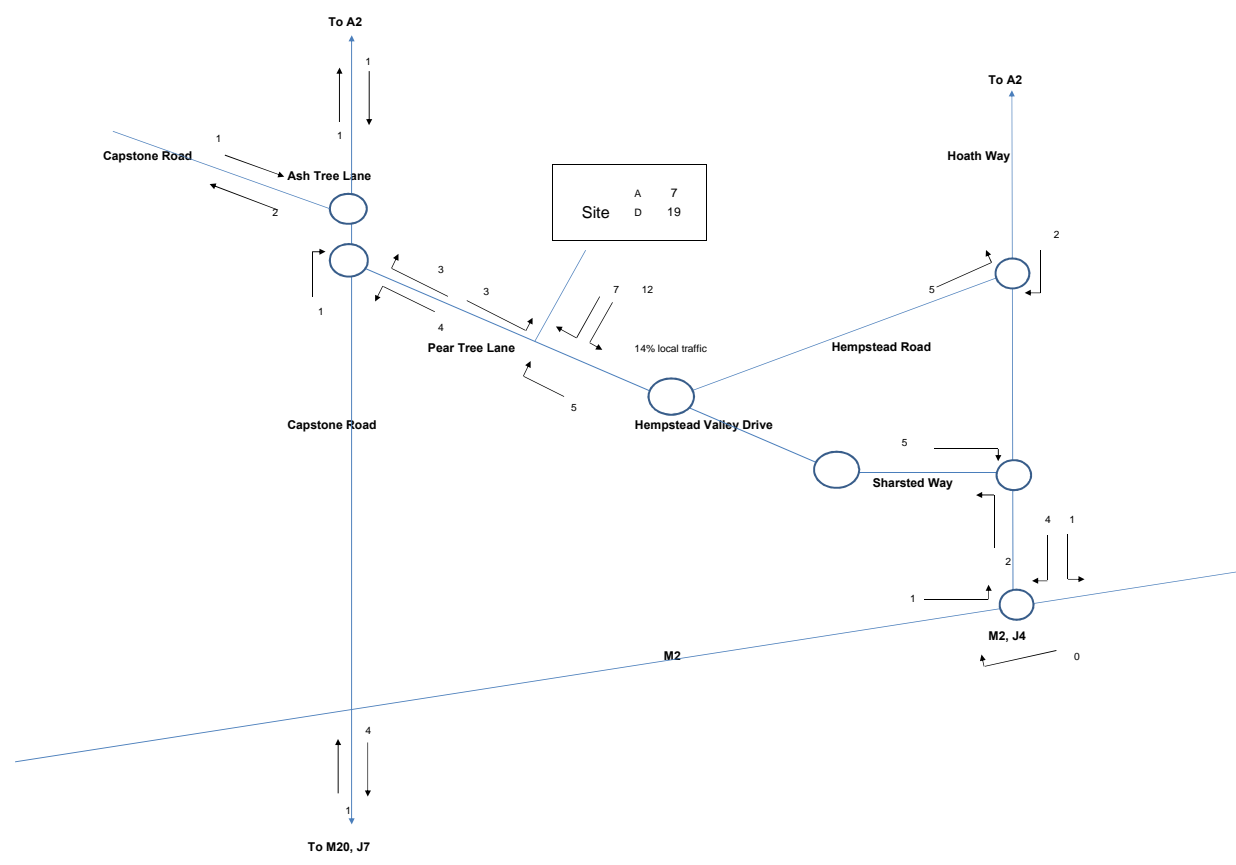 To A2
1
To A2
1
1
Capstone Road
Hoath Way
Ash Tree Lane
A 7
Site D 19
2
2
3
3
5
7 12
1
4
Pear Tree Lane
14% local traffic
Hempstead Road
5
Capstone Road
Hempstead Valley Drive
5
Sharsted Way
4 1
2
1
M2, J4
M2
0
4
1
To M20, J7